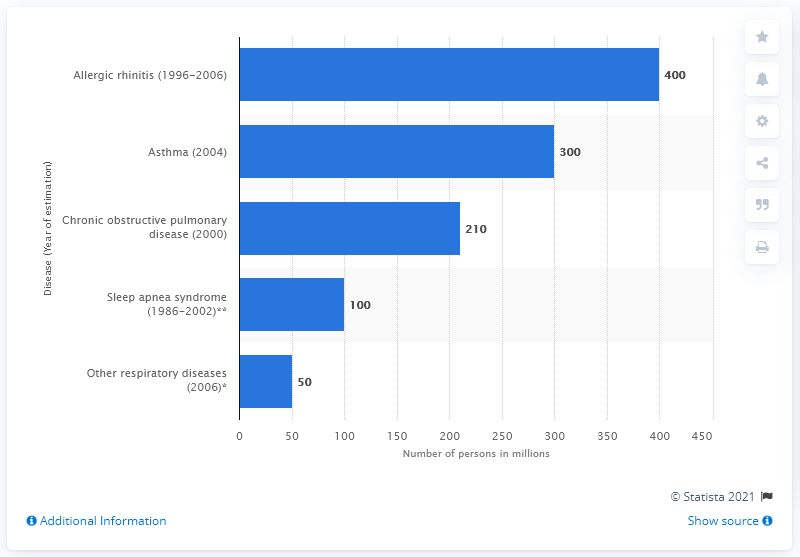 Disease (Year of estimation)
Allergic rhinitis (1996–2006)
400
Asthma (2004)
300
Chronic obstructive pulmonary
disease (2000)
210
Sleep apnea syndrome
(1986–2002)**
100
Other respiratory diseases
(2006)*
50
0 50 100 150 200 250 300 350 400 450
Number of persons in millions
© Statista 2021
Additional Information
Show source